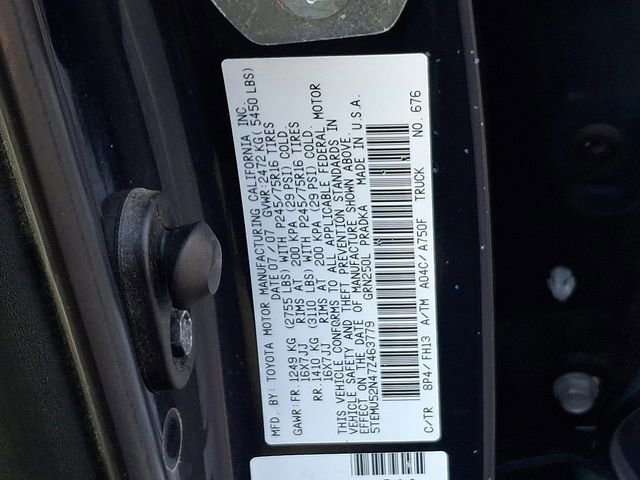 MFD. BY: TOYOTA MOTOR MANUFACTURING CALIFORNIA INC.
DATE 07/07 GVWR:2472KG(5450 LBS)
GAWR:FR 1249 KG (2755 LBS) WITH P245/75R16 TIRES
16X7JJ RIMS AT 200 KPA (29 PSI) COLD.
RR 1410 KG (3110 LBS) WITH P245/75R16 TIRES
16X7JJ RIMS AT 200 KPA (29 PSI) COLD.
THIS VEHICLE CONFORMS TO ALL APPLICABLE FEDERAL MOTOR
VEHICLE SAFETY AND THEFT PREVENTION STANDARDS IN
EFFECT ON THE DATE OF MANUFACTURE SHOWN ABOVE.
5TEMU52N47Z463779 GRN250L PRADKA MADE IN U.S.A.
C/TR 8P4/FH13 A/TM A04C/A750F TRUCK NO.676